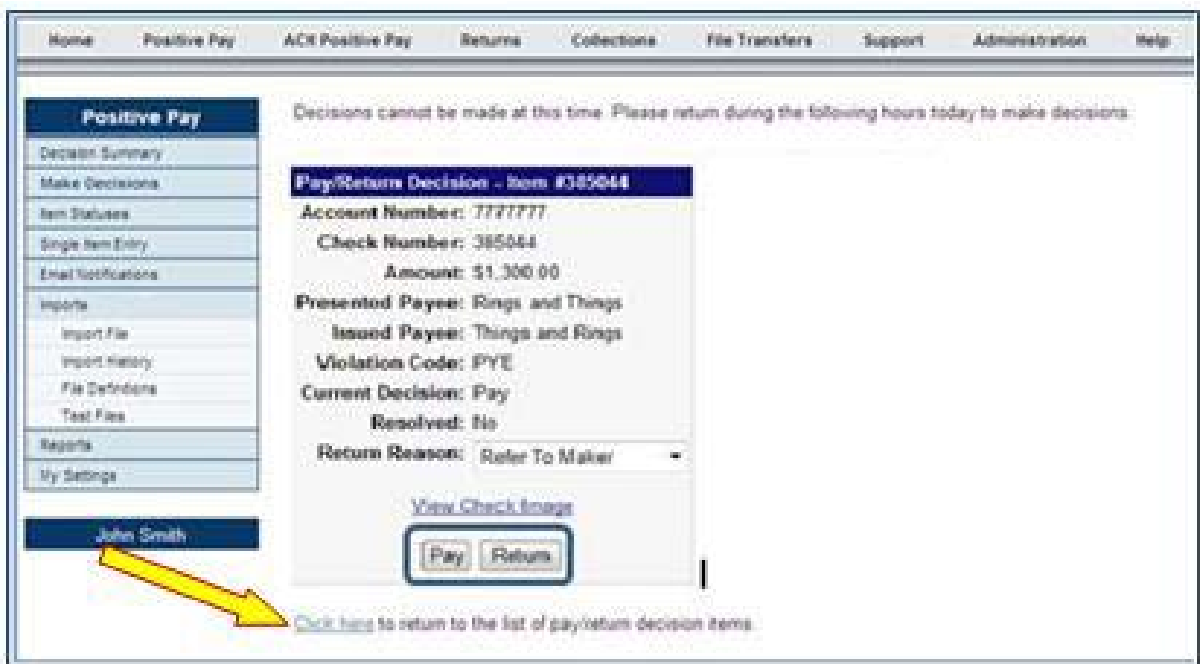 Home Positive Pay ACH Positive Pay Returns Collections File Transfers Support Administration Help
Positive Pay
Decision Summary
Make Decisions
Item Statuses
Single Item Entry
Email Notifications
Imports
Import File
Import History
File Definitions
Test Files
Reports
My Settings
John Smith
Decisions cannot be made at this time. Please return during the following hours today to make decisions.
Pay/Return Decision - Item #385044
Account Number: 7777777
Check Number: 385044
Amount: $1,300.00
Presented Payee: Rings and Things
Issued Payee: Things and Rings
Violation Code: PYE
Current Decision: Pay
Resolved: No
Return Reason: Refer To Maker
View Check Image
Pay Return
Click here to return to the list of pay/return decision items.